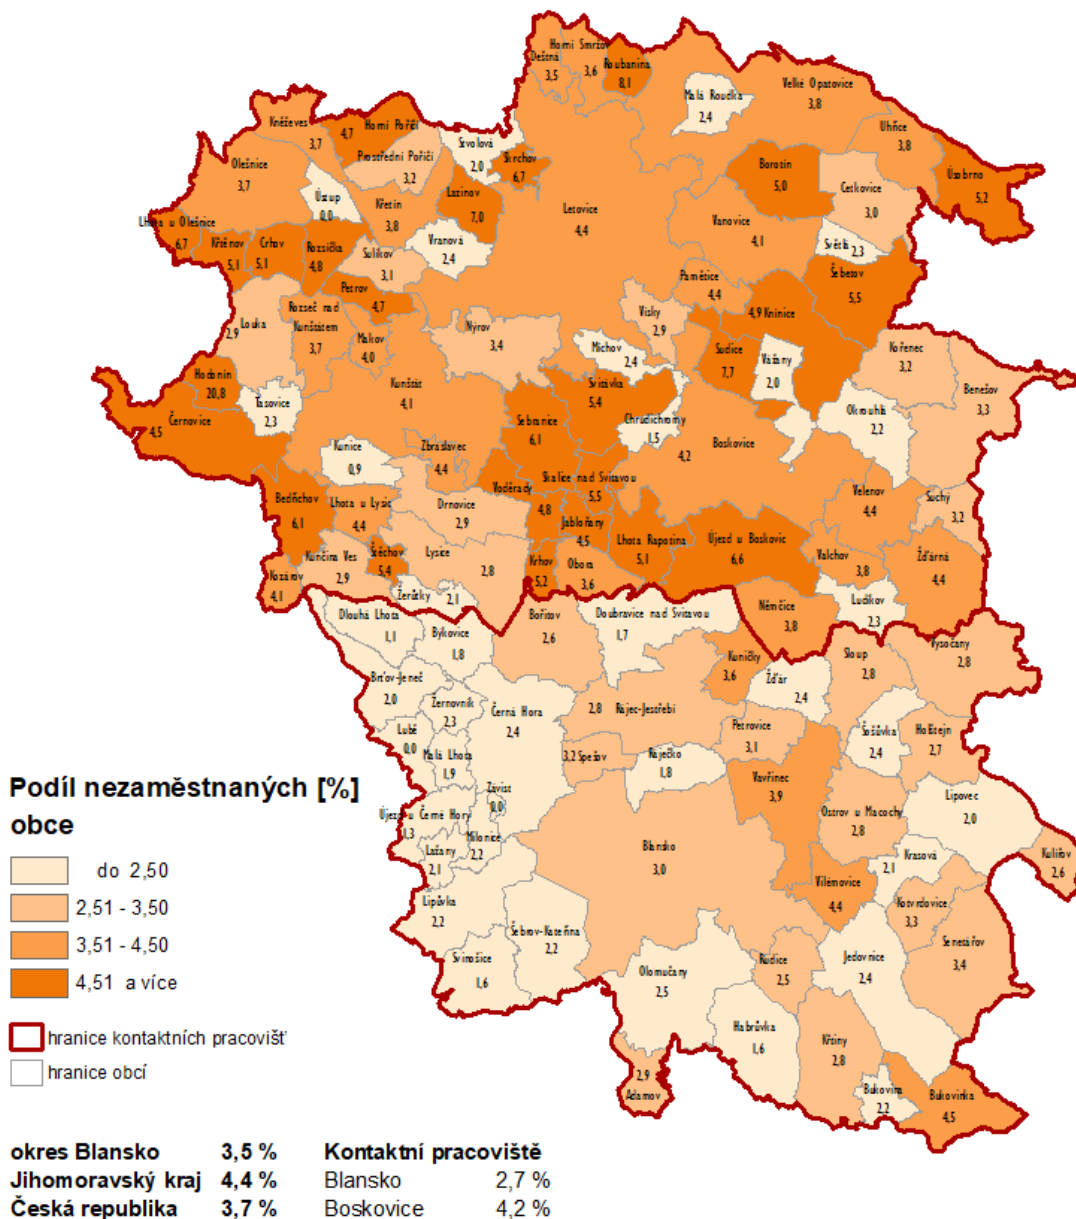 Horní Smržov
3,6
Deštná
3,5
Roubanina
8,1
Malá Roudka
2,4
Velké Opatovice
3,8
Uhřice
3,8
Úsobrno
5,2
Kněževes
3,7
Horní Poříčí
4,7
Prostřední Poříčí
3,2
Stvolová
2,0
Skrchov
6,7
Olešnice
3,7
Ústup
0,0
Křetín
3,8
Lazinov
7,0
Letovice
4,4
Borotín
5,0
Cetkovice
3,0
Vanovice
4,1
Světlá
2,3
Šebetov
5,5
Lhota u Olešnice
6,7
Křtěnov
5,1
Crhov
5,1
Rozsíčka
4,8
Sulíkov
3,1
Vranová
2,4
Petrov
4,7
Pamětice
4,4
4,9 Knínice
Louka
2,9
Rozseč nad
Kunštátem
3,7
Makov
4,0
Nýrov
3,4
Vísky
2,9
Míchov
2,4
Sudice
7,7
Vážany
2,0
Kořenec
3,2
Benešov
3,3
Hodonín
20,8
Tasovice
2,3
Černovice
4,5
Kunštát
4,1
Svitávka
5,4
Sebranice
6,1
Chrudichromy
1,5
Boskovice
4,2
Okrouhlá
2,2
Kunice
0,9
Zbraslavec
4,4
Voděrady
4,8
Skalice nad Svitavou
5,5
Bedřichov
6,1
Lhota u Lysic
4,4
Drnovice
2,9
Jabloňany
4,5
Lhota Rapotina
5,1
Újezd u Boskovic
6,6
Velenov
4,4
Suchý
3,2
Valchov
3,8
Žďárná
4,4
Kunčina Ves
2,9
Štěchov
5,4
Lysice
2,8
Krhov
5,2
Obora
3,6
Kozárov
4,1
Žerůtky
2,1
Němčice
3,8
Ludíkov
2,3
Dlouhá Lhota
1,1
Býkovice
1,8
Bořitov
2,6
Doubravice nad Svitavou
1,7
Kuničky
3,6
Žďár
2,4
Sloup
2,8
Vysočany
2,8
Brťov-Jeneč
2,0
Žernovník
2,3
Černá Hora
2,4
2,8
Rájec-Jestřebí
Petrovice
3,1
Šošůvka
2,4
Holštejn
2,7
Lubě
0,0
Malá Lhota
1,9
3,2 Spešov
Ráječko
1,8
Vavřinec
3,9
Ostrov u Macochy
2,8
Lipovec
2,0
Závist
0,0
Újezd u Černé Hory
1,3
Milonice
2,2
Lažany
2,1
Blansko
3,0
Krasová
2,1
Kulířov
2,6
Vilémovice
4,4
Kotvrdovice
3,3
Lipůvka
2,2
Šebrov-Kateřina
2,2
Svinošice
1,6
Olomučany
2,5
Rudice
2,5
Jedovnice
2,4
Senetářov
3,4
Habrůvka
1,6
Křtiny
2,8
Bukovina
2,2
Bukovinka
4,5
2,9
Adamov
Podíl nezaměstnaných [%]
obce
do 2,50
2,51 - 3,50
3,51 - 4,50
4,51 a více
hranice kontaktních pracovišť
hranice obcí
okres Blansko 3,5 % Kontaktní pracoviště
Jihomoravský kraj 4,4 % Blansko 2,7 %
Česká republika 3,7 % Boskovice 4,2 %